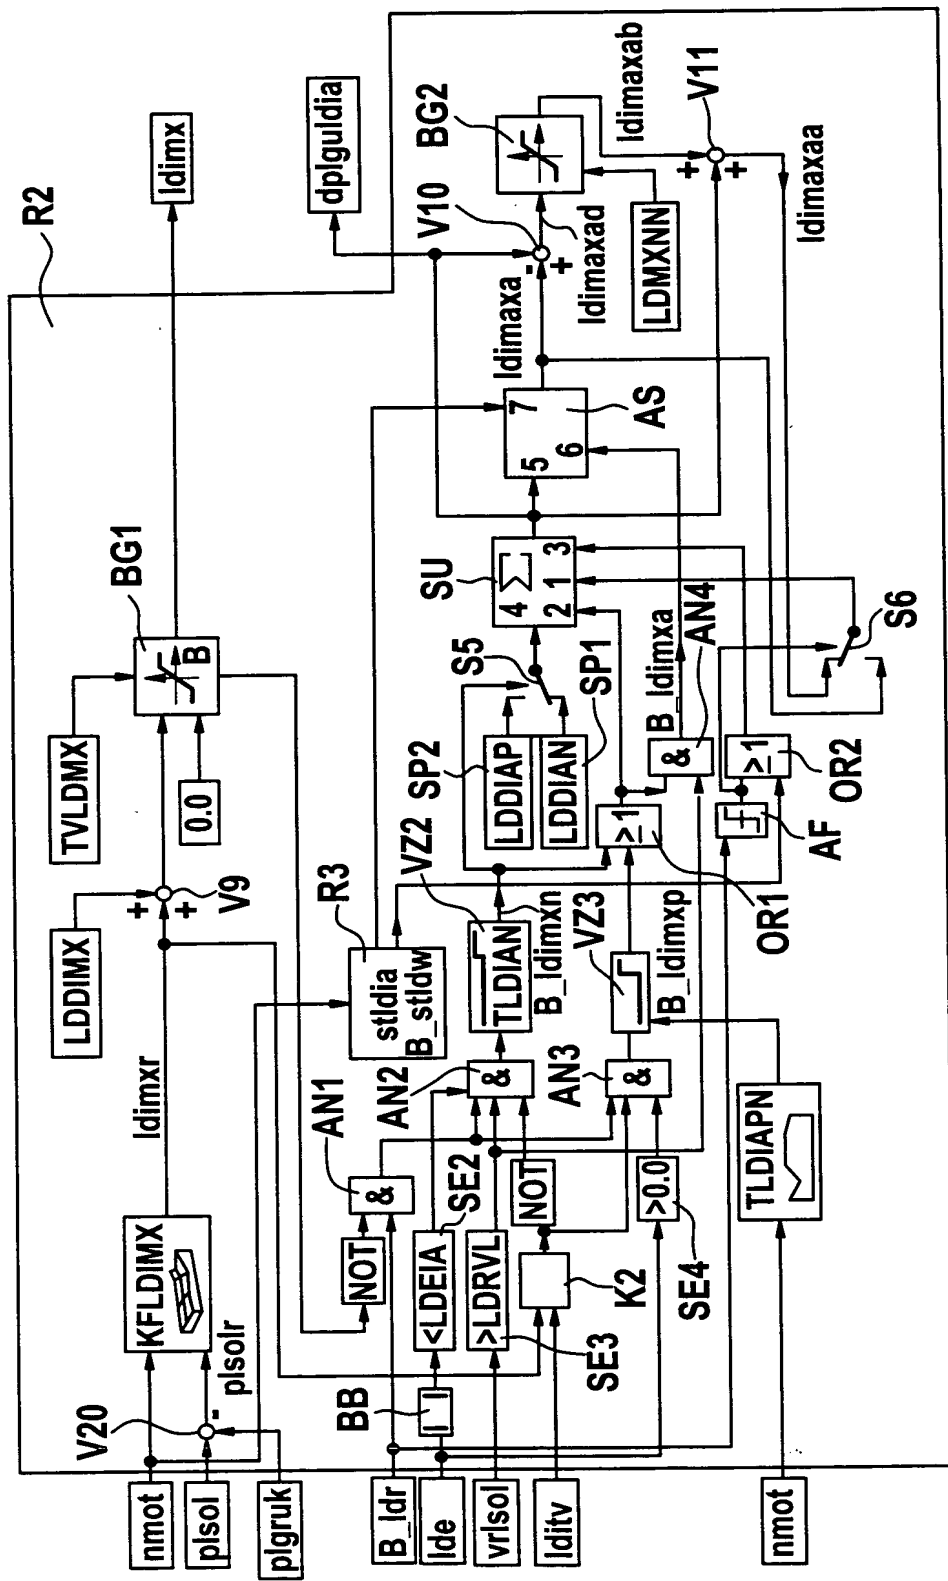 R2
nmot
plsol
plgruk
V20
-
plsolr
KFLDIMX
ldimxr
LDDIMX
+
+
V9
TVLDMX
0.0
BG1
B
ldimx
dplguldia
B_ldr
lde
vrlsol
lditv
nmot
BB
NOT
AN1
&
<LDEIA
SE2
>LDRVL
SE3
K2
NOT
>0.0
SE4
TLDIAPN
R3
stldia
B_stldw
AN2
&
AN3
&
VZ2
TLDIAN
B_ldimxn
VZ3
B_ldimxp
OR1
>1
SP2
LDDIAP
LDDIAN
SP1
S5
AF
OR2
>1
&
AN4
B_ldimxa
S6
SU
4
2
1
3
AS
5
6
7
ldimaxa
V10
-
+
ldimaxad
LDMXNN
BG2
ldimaxab
V11
+
+
ldimaxaa